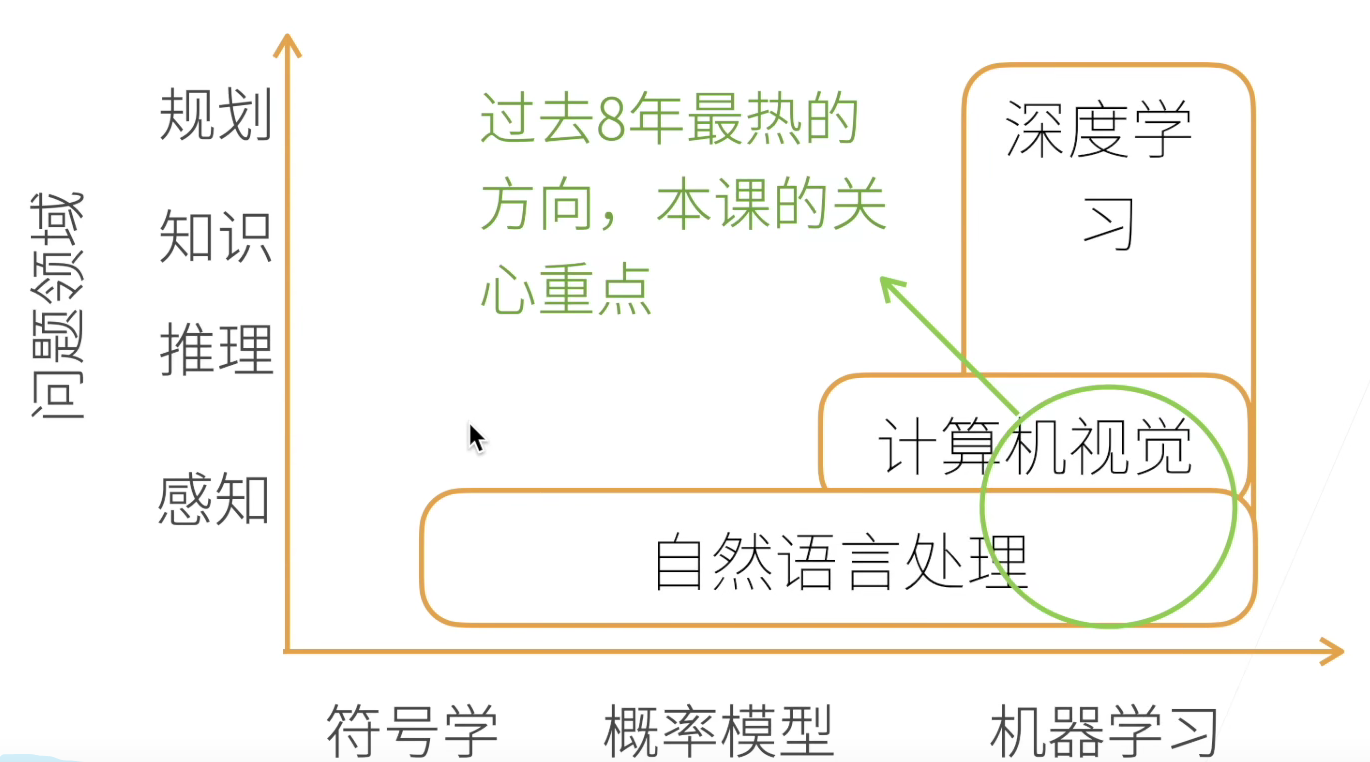 规划
知识
推理
感知
问题领域
过去8年最热的
方向，本课的关
心重点
深度学
习
计算机视觉
自然语言处理
符号学
概率模型
机器学习